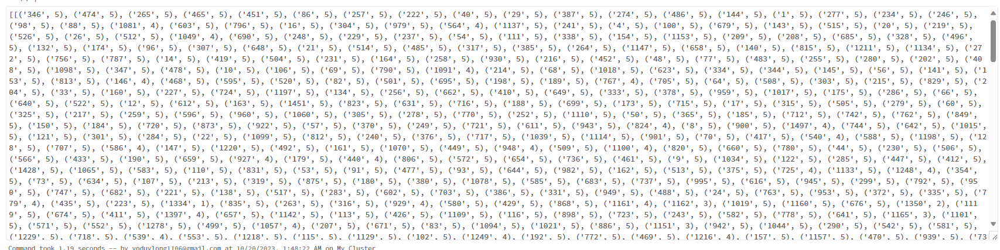 [[('346', 5), ('474', 5), ('265', 5), ('465', 5), ('451', 5), ('86', 5), ('257', 5), ('222', 5), ('40', 5), ('29', 5), ('387', 5), ('274', 5), ('486', 5), ('144', 5), ('1', 5), ('277', 5), ('234', 5), ('246', 5),
('98', 5), ('88', 5), ('1081', 4), ('603', 5), ('796', 5), ('16', 5), ('304', 5), ('979', 5), ('564', 4), ('1137', 5), ('241', 5), ('4', 5), ('100', 5), ('679', 5), ('143', 5), ('515', 5), ('20', 5), ('219', 5),
('526', 5), ('26', 5), ('512', 5), ('1049', 4), ('690', 5), ('248', 5), ('229', 5), ('237', 5), ('54', 5), ('111', 5), ('338', 5), ('154', 5), ('1153', 5), ('209', 5), ('208', 5), ('685', 5), ('328', 5), ('496',
5), ('132', 5), ('174', 5), ('96', 5), ('307', 5), ('648', 5), ('21', 5), ('514', 5), ('485', 5), ('317', 5), ('385', 5), ('264', 5), ('1147', 5), ('658', 5), ('140', 5), ('815', 5), ('1211', 5), ('1134', 5), ('27
2', 5), ('756', 5), ('787', 5), ('14', 5), ('419', 5), ('504', 5), ('231', 5), ('164', 5), ('258', 5), ('930', 5), ('216', 5), ('452', 5), ('48', 5), ('77', 5), ('483', 5), ('255', 5), ('280', 5), ('202', 5), ('40
8', 5), ('1098', 5), ('347', 5), ('478', 5), ('10', 5), ('106', 5), ('69', 5), ('790', 5), ('1091', 4), ('214', 5), ('68', 5), ('1018', 5), ('623', 5), ('334', 5), ('344', 5), ('145', 5), ('56', 5), ('141', 5), ('1
53', 5), ('813', 5), ('146', 4), ('468', 5), ('595', 5), ('520', 5), ('82', 5), ('501', 5), ('695', 5), ('198', 5), ('189', 5), ('767', 4), ('705', 5), ('64', 5), ('508', 5), ('303', 5), ('215', 5), ('829', 5), ('2
04', 5), ('33', 5), ('160', 5), ('227', 5), ('724', 5), ('1197', 5), ('134', 5), ('256', 5), ('662', 5), ('410', 5), ('649', 5), ('333', 5), ('378', 5), ('959', 5), ('1017', 5), ('175', 5), ('286', 5), ('66', 5),
('640', 5), ('522', 5), ('12', 5), ('612', 5), ('163', 5), ('1451', 5), ('823', 5), ('631', 5), ('716', 5), ('188', 5), ('699', 5), ('173', 5), ('715', 5), ('17', 5), ('315', 5), ('505', 5), ('279', 5), ('60', 5),
('325', 5), ('217', 5), ('259', 5), ('596', 5), ('960', 5), ('1060', 5), ('305', 5), ('278', 5), ('770', 5), ('252', 5), ('1110', 5), ('50', 5), ('365', 5), ('185', 5), ('712', 5), ('742', 5), ('762', 5), ('849',
5), ('150', 5), ('184', 5), ('720', 5), ('873', 5), ('922', 5), ('57', 5), ('370', 5), ('249', 5), ('721', 5), ('611', 5), ('943', 5), ('824', 4), ('8', 5), ('900', 5), ('1497', 4), ('744', 5), ('642', 5), ('1015',
5), ('121', 5), ('301', 5), ('284', 5), ('22', 5), ('1099', 5), ('812', 5), ('240', 5), ('376', 5), ('717', 5), ('1039', 5), ('1114', 5), ('901', 5), ('70', 5), ('417', 5), ('540', 4), ('588', 5), ('1198', 5), ('12
8', 5), ('707', 5), ('586', 4), ('147', 5), ('1220', 5), ('492', 5), ('161', 5), ('1070', 5), ('449', 5), ('948', 4), ('509', 5), ('1100', 4), ('820', 5), ('660', 5), ('780', 5), ('44', 5), ('230', 5), ('506', 5),
('566', 5), ('433', 5), ('190', 5), ('659', 5), ('927', 4), ('179', 5), ('440', 4), ('806', 5), ('572', 5), ('654', 5), ('736', 5), ('461', 5), ('9', 5), ('1034', 5), ('122', 5), ('285', 5), ('447', 5), ('412', 5),
('1428', 5), ('1065', 5), ('583', 5), ('110', 5), ('831', 5), ('53', 5), ('91', 5), ('477', 5), ('93', 5), ('644', 5), ('982', 5), ('162', 5), ('513', 5), ('375', 5), ('725', 4), ('1133', 5), ('1248', 4), ('354',
5), ('73', 5), ('634', 5), ('107', 5), ('213', 5), ('319', 5), ('875', 5), ('180', 5), ('380', 5), ('1078', 5), ('585', 5), ('683', 5), ('737', 5), ('995', 5), ('616', 5), ('945', 5), ('299', 5), ('792', 5), ('95
0', 5), ('747', 5), ('682', 5), ('221', 5), ('138', 5), ('517', 5), ('283', 5), ('602', 5), ('703', 5), ('386', 5), ('331', 5), ('949', 5), ('488', 5), ('24', 5), ('763', 5), ('953', 5), ('372', 5), ('335', 5), ('7
79', 4), ('435', 5), ('223', 5), ('1334', 1), ('835', 5), ('263', 5), ('316', 5), ('929', 4), ('580', 5), ('429', 5), ('868', 5), ('1161', 4), ('1162', 3), ('1019', 5), ('1160', 5), ('676', 5), ('1350', 2), ('111
9', 5), ('674', 5), ('411', 5), ('1397', 4), ('657', 5), ('1142', 5), ('113', 5), ('426', 5), ('1109', 5), ('116', 5), ('898', 5), ('723', 5), ('243', 5), ('582', 5), ('778', 5), ('641', 5), ('1165', 3), ('1101',
5), ('571', 5), ('552', 5), ('1278', 5), ('499', 5), ('1057', 4), ('207', 5), ('671', 5), ('83', 5), ('1094', 5), ('1021', 5), ('886', 5), ('1151', 3), ('942', 5), ('1044', 5), ('290', 5), ('542', 5), ('581', 5),
('1229', 5), ('718', 5), ('539', 4), ('553', 5), ('1218', 5), ('115', 5), ('1129', 5), ('102', 5), ('1249', 4), ('192', 5), ('772', 5), ('469', 5), ('1216', 4), ('157', 5), ('1157', 5), ('470', 5), ('939', 5), ('73
Command took 1.19 seconds -- by voduylong1106@gmail.com at 10/20/2023, 1:48:22 AM on My Cluster